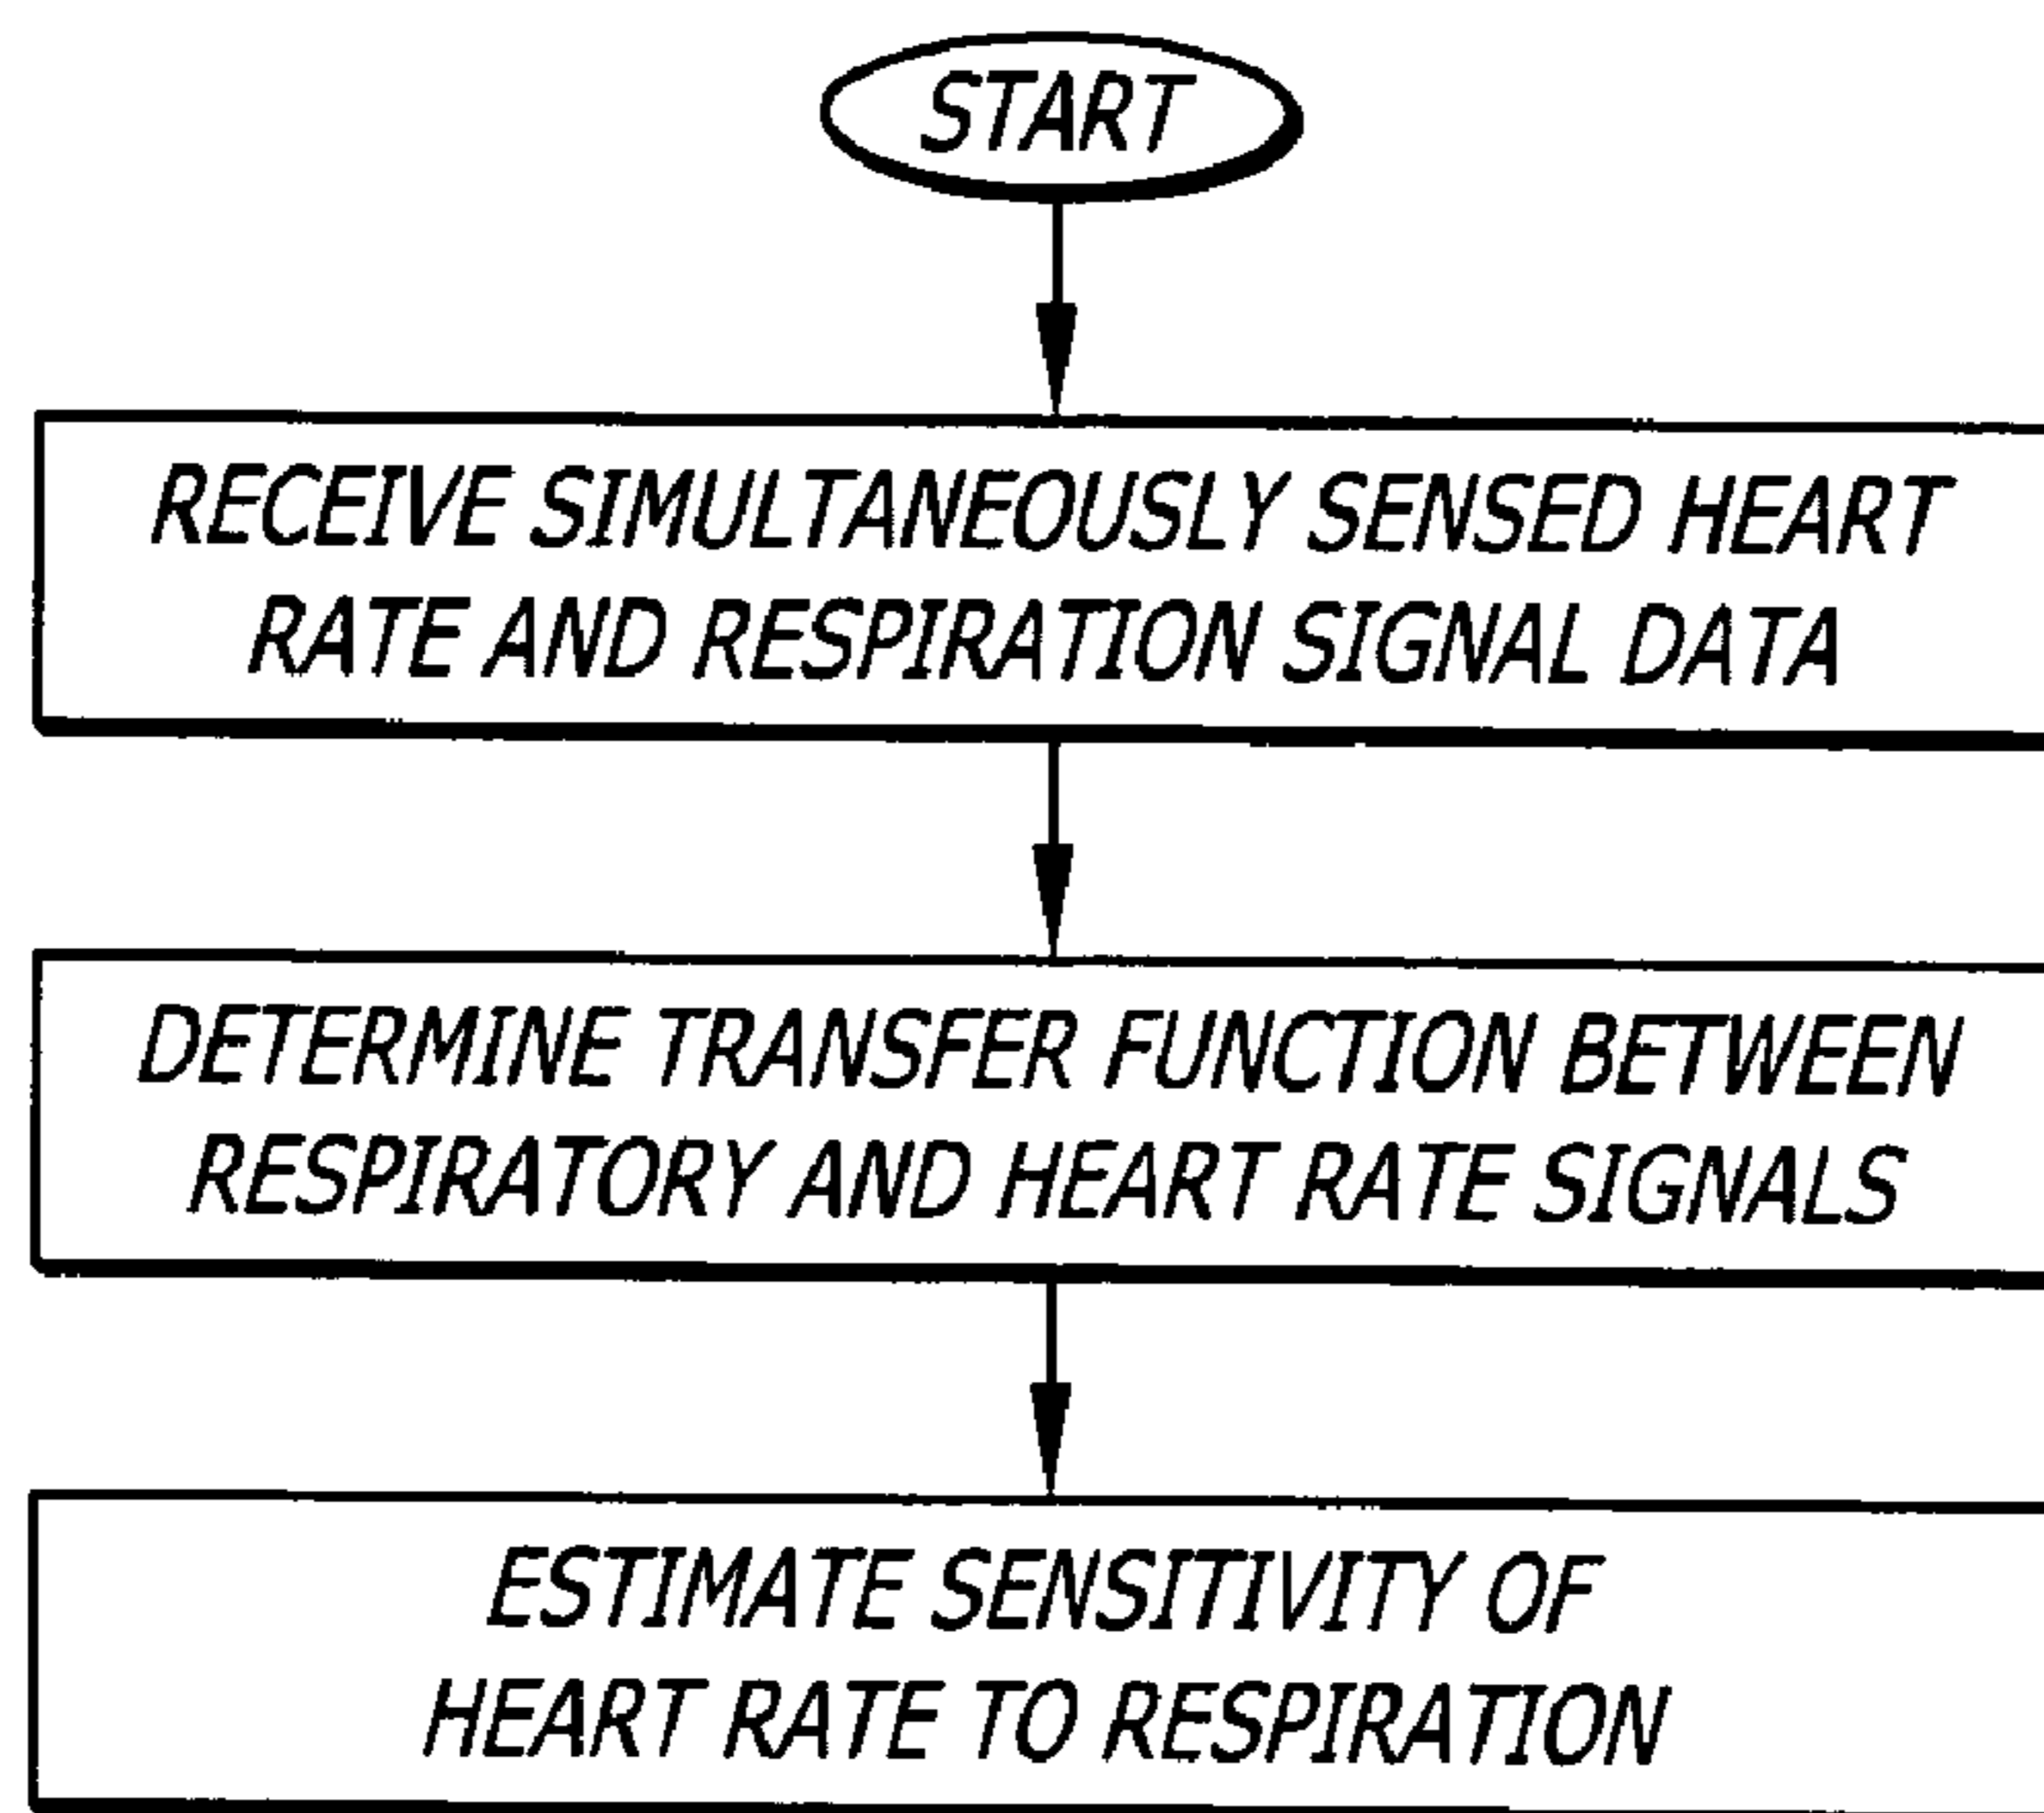 START
RECEIVE SIMULTANEOUSLY SENSED HEART
RATE AND RESPIRATION SIGNAL DATA
DETERMINE TRANSFER FUNCTION BETWEEN
RESPIRATORY AND HEART RATE SIGNALS
ESTIMATE SENSITIVITY OF
HEART RATE TO RESPIRATION